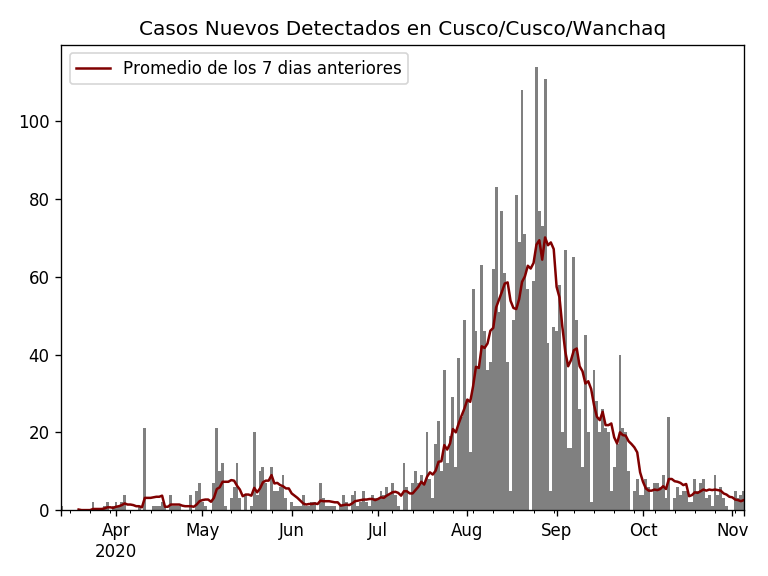 Casos Nuevos Detectados en Cusco/Cusco/Wanchaq
Promedio de los 7 dias anteriores
100
80
60
40
20
0
Apr May Jun Jul Aug Sep Oct Nov
2020